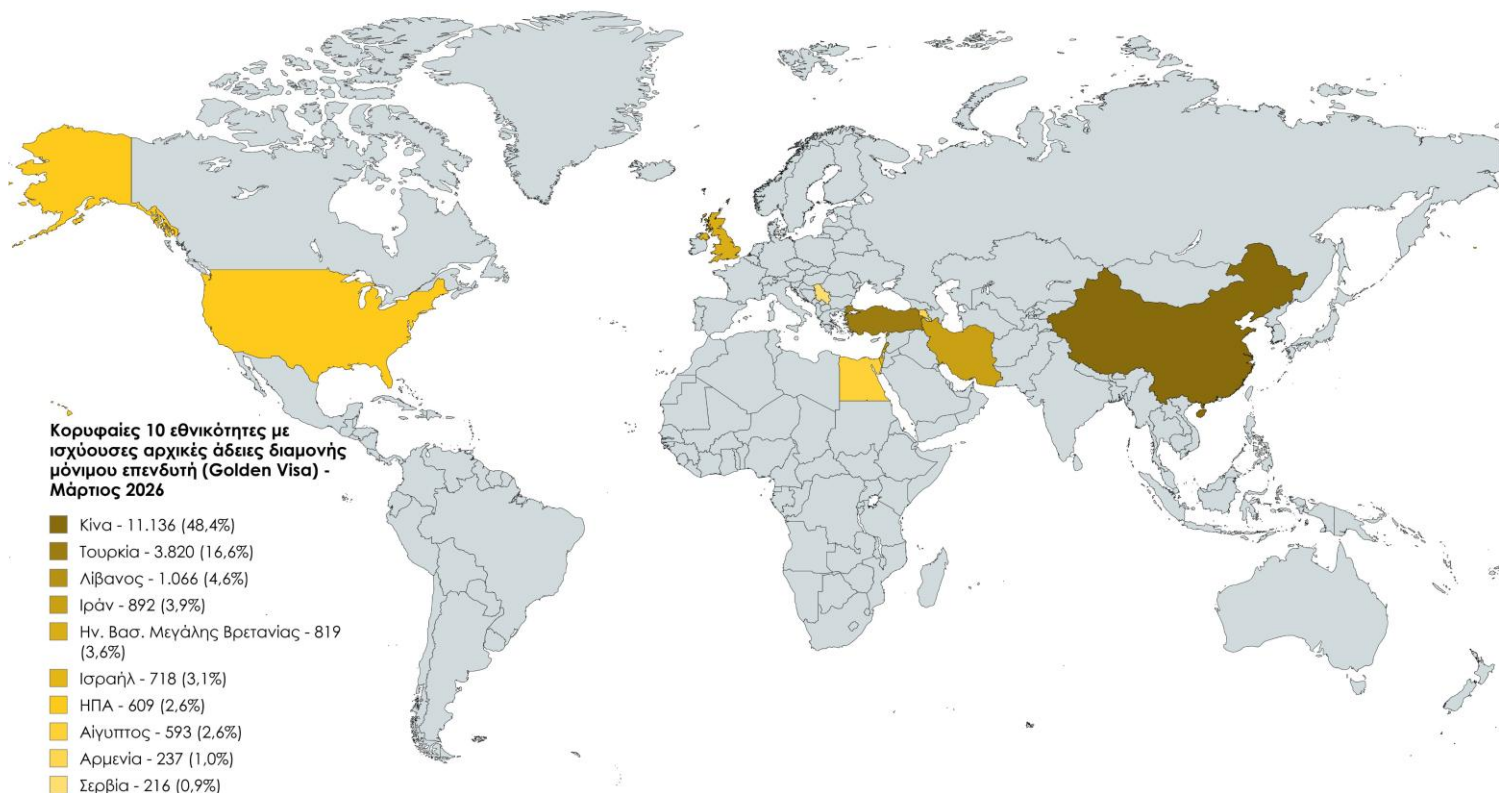 Κορυφαίες 10 εθνικότητες με
ισχύουσες αρχικές άδειες διαμονής
μόνιμου επενδυτή (Golden Visa) -
Μάρτιος 2026
Κίνα - 11.136 (48,4%)
Τουρκία - 3.820 (16,6%)
Λίβανος - 1.066 (4,6%)
Ιράν - 892 (3,9%)
Ην. Βασ. Μεγάλης Βρετανίας - 819
(3,6%)
Ισραήλ - 718 (3,1%)
ΗΠΑ - 609 (2,6%)
Αίγυπτος - 593 (2,6%)
Αρμενία - 237 (1,0%)
Σερβία - 216 (0,9%)